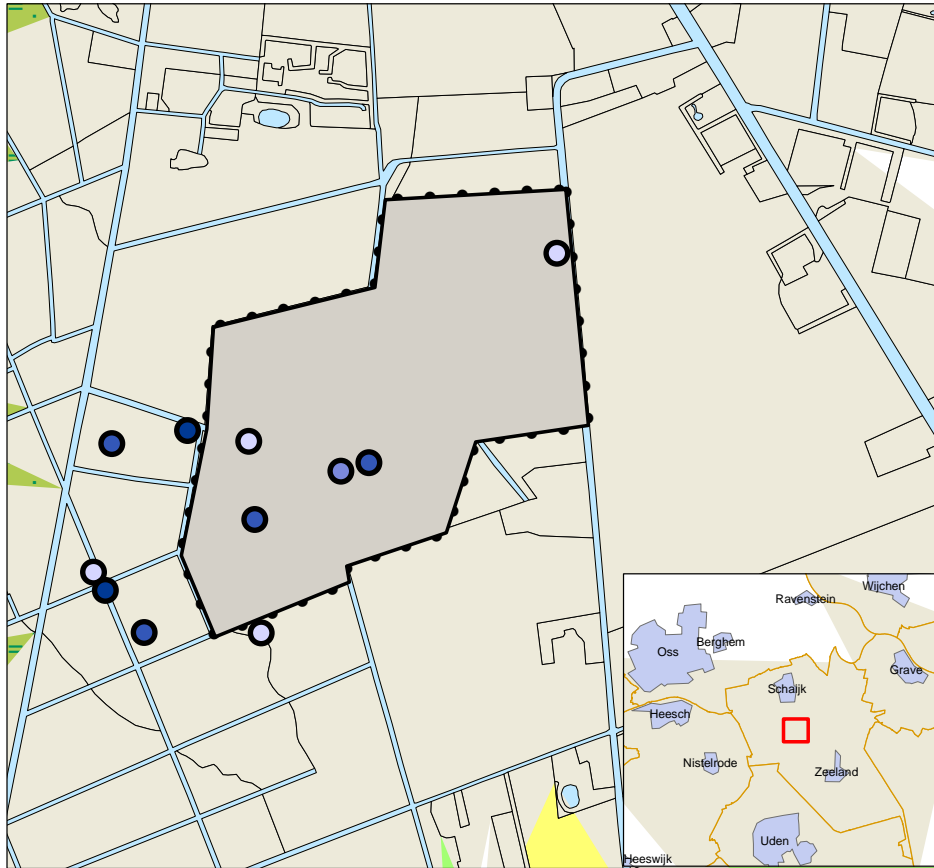 Wijchen
Ravenstein
Berghem
Oss
Grave
Schaijk
Heesch
Nistelrode
Zeeland
Uden
Heeswijk